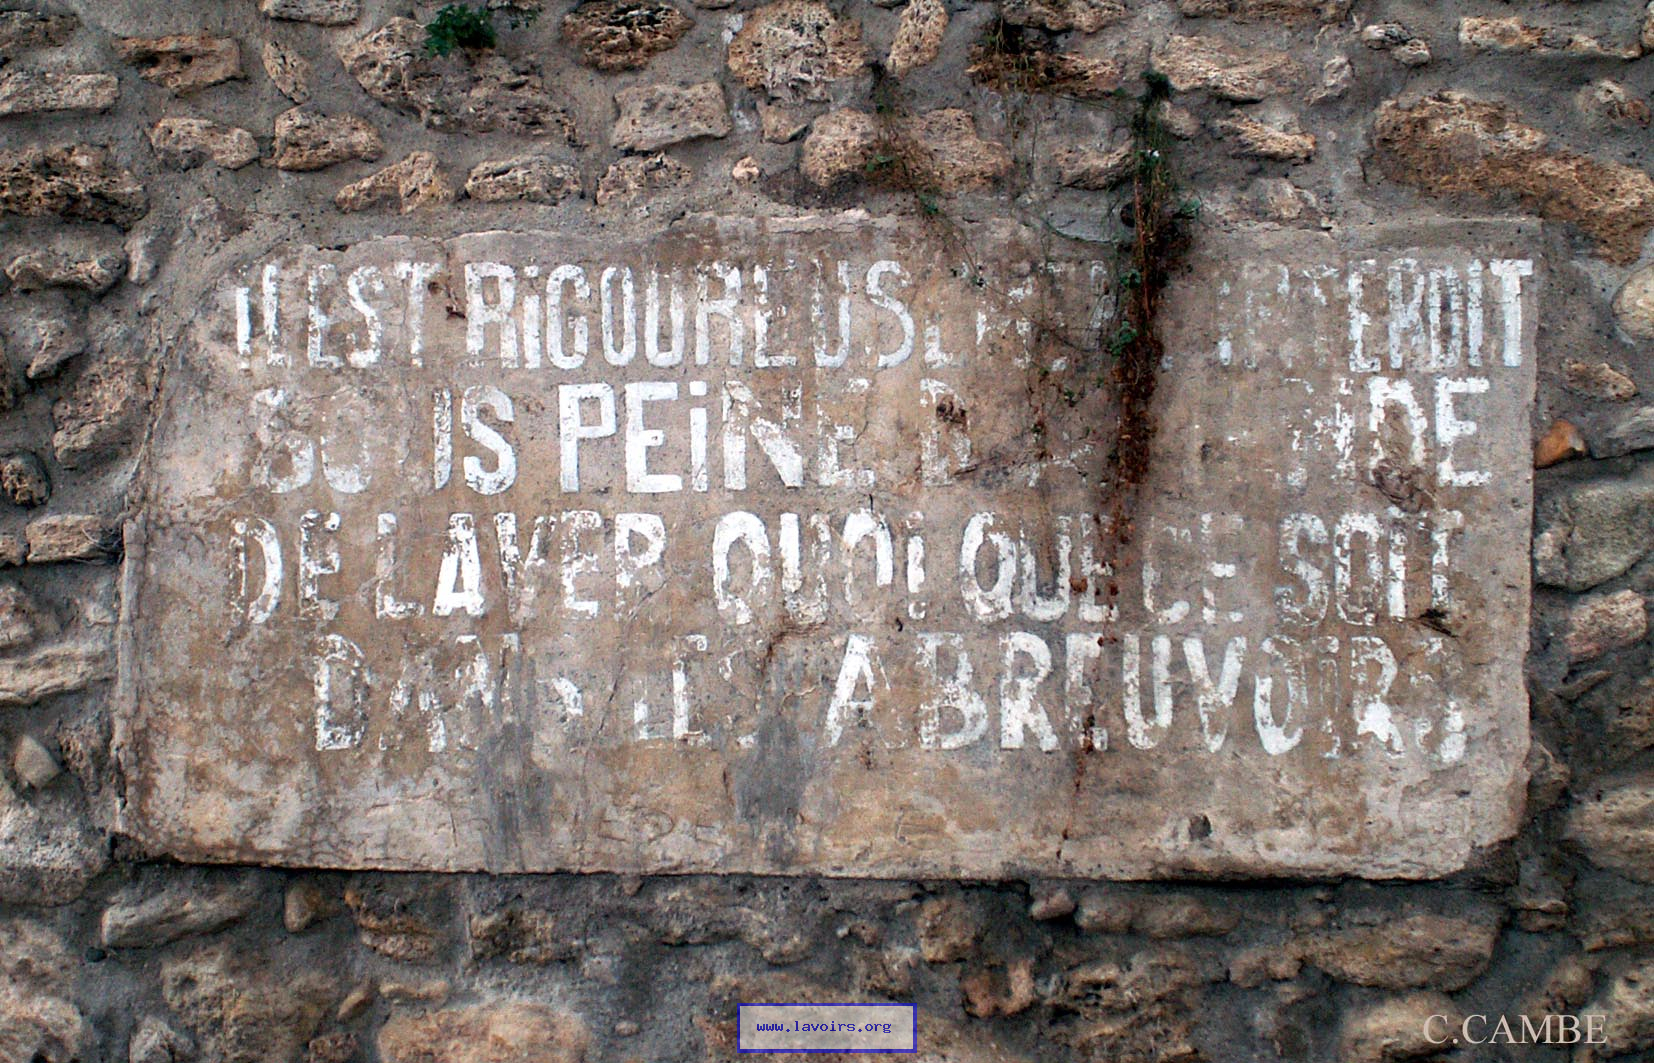 IL EST RIGOUREUSEMENT INTERDIT
SOUS PEINE D'AMENDE
DE LAVER QUOI QUE CE SOIT
DANS LES ABREUVOIRS
www.lavoirs.org
C.CAMBE